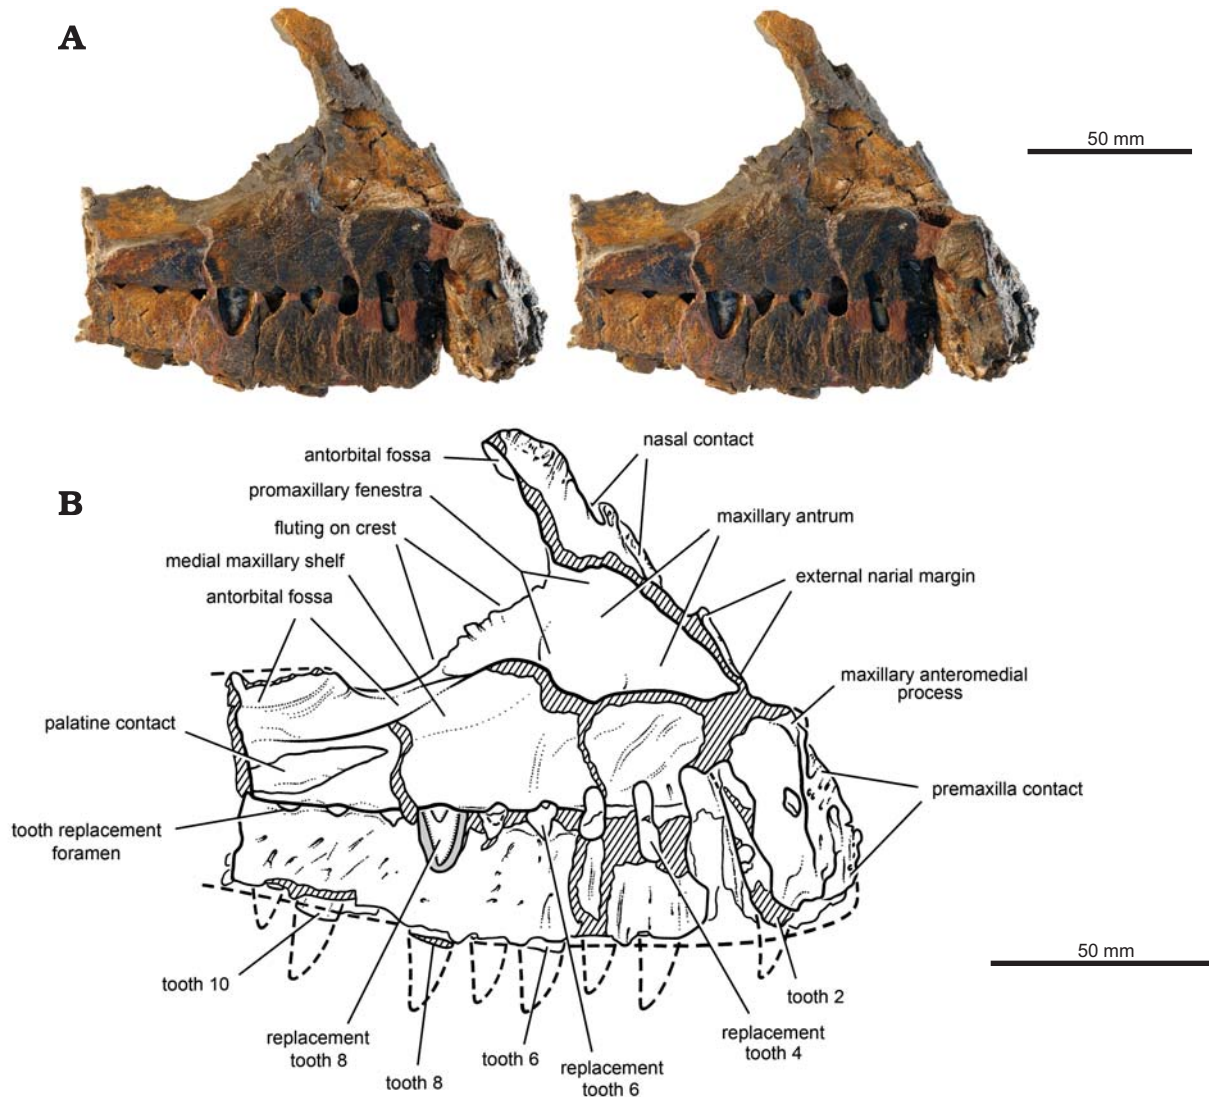 A
50 mm
B
antorbital fossa
promaxillary fenestra
fluting on crest
medial maxillary shelf
antorbital fossa
palatine contact
tooth replacement
foramen
nasal contact
maxillary antrum
external narial margin
maxillary anteromedial
process
premaxilla contact
50 mm
tooth 10
replacement
tooth 8
tooth 8
tooth 6
replacement
tooth 6
replacement
tooth 4
tooth 2